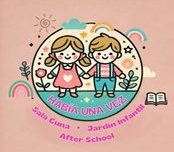 HABÍA UNA VEZ
Sala Cuna • Jardín Infantil
After School